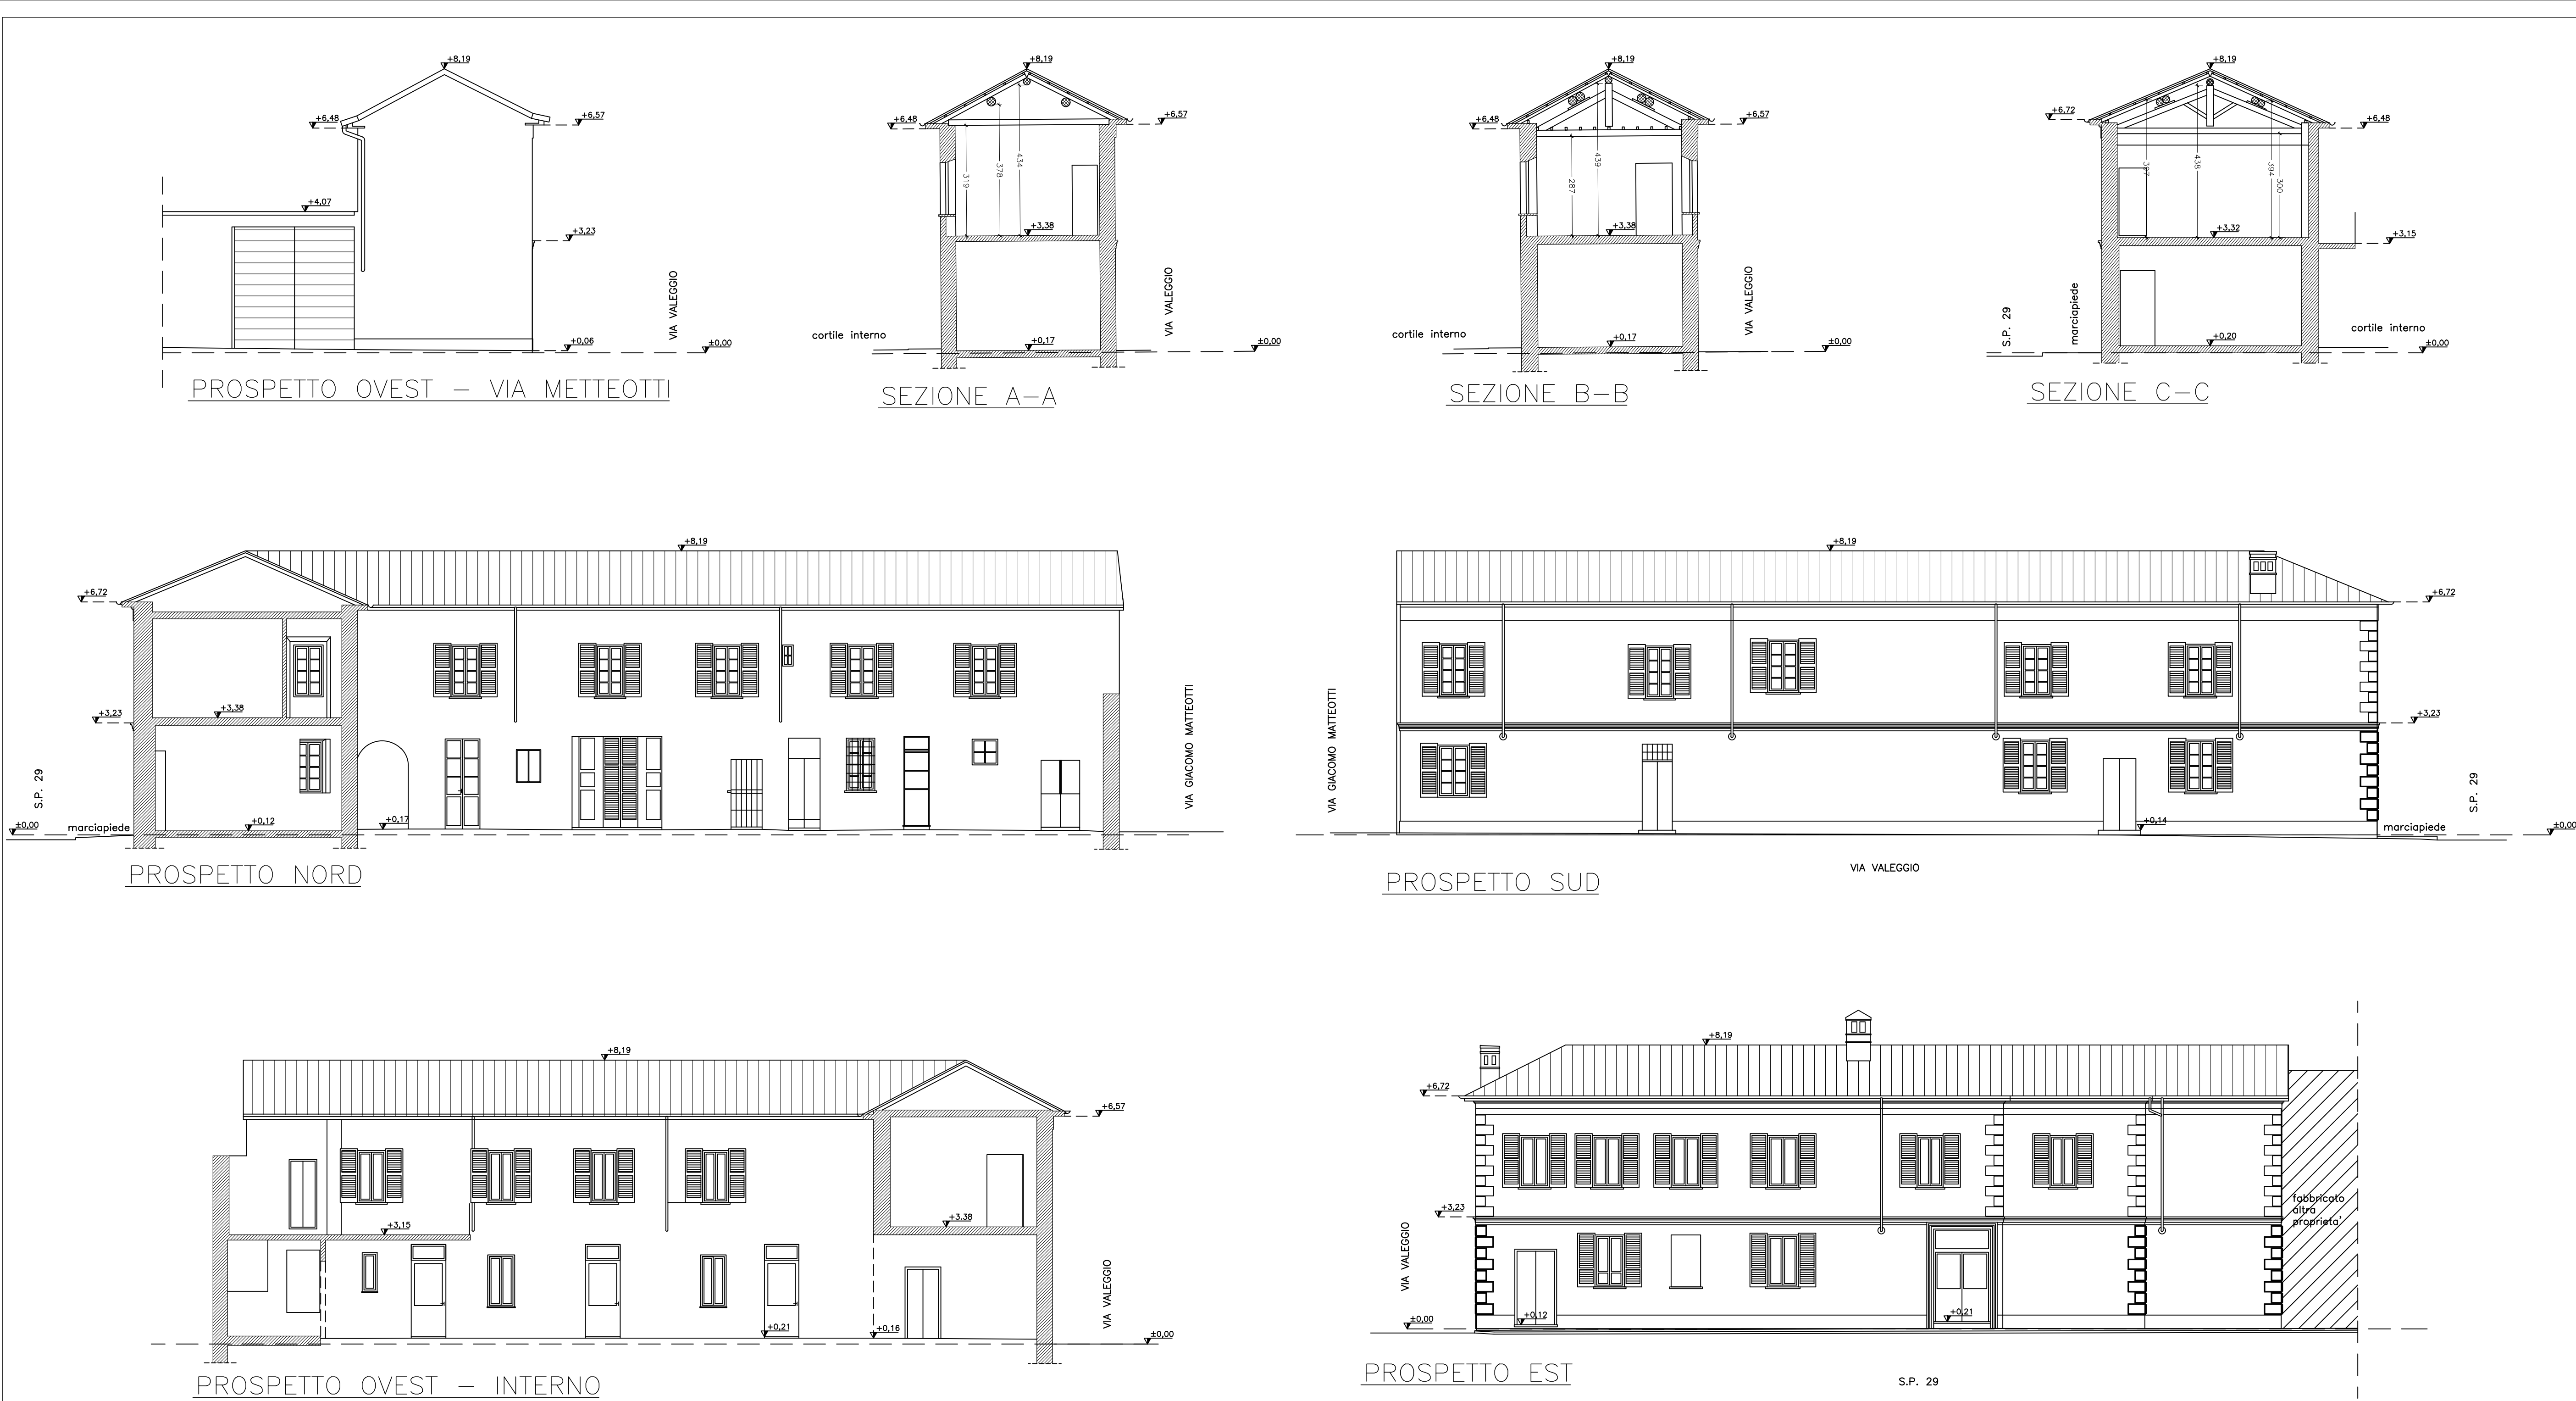 +8,19
+6,48
+6,57
+4,07
+3,23
VIA VALEGGIO
+0,06
±0,00
PROSPETTO OVEST – VIA METTEOTTI
+8,19
+6,48
+6,57
434
378
319
+3,38
VIA VALEGGIO
cortile interno
+0,17
±0,00
SEZIONE A–A
+8,19
+6,48
+6,57
439
287
+3,38
VIA VALEGGIO
cortile interno
+0,17
±0,00
SEZIONE B–B
+8,19
+6,72
+6,48
438
394
300
+3,32
+3,15
S.P. 29
marciapiede
cortile interno
+0,20
±0,00
SEZIONE C–C
+8,19
+6,72
+3,38
+3,23
VIA GIACOMO MATTEOTTI
S.P. 29
±0,00
marciapiede
+0,12
+0,17
PROSPETTO NORD
+8,19
+6,72
+3,23
VIA GIACOMO MATTEOTTI
S.P. 29
+0,14
marciapiede
±0,00
VIA VALEGGIO
PROSPETTO SUD
+8,19
+6,57
+3,15
+3,38
VIA VALEGGIO
+0,21
+0,16
±0,00
PROSPETTO OVEST – INTERNO
+8,19
+6,72
+3,23
fabbricato
altra
proprieta'
VIA VALEGGIO
±0,00
+0,12
+0,21
PROSPETTO EST
S.P. 29